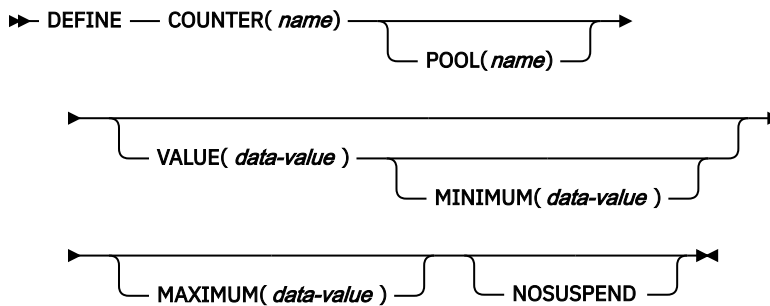 DEFINE COUNTER( name)
POOL(name)
VALUE( data-value )
MINIMUM( data-value )
MAXIMUM( data-value ) NOSUSPEND